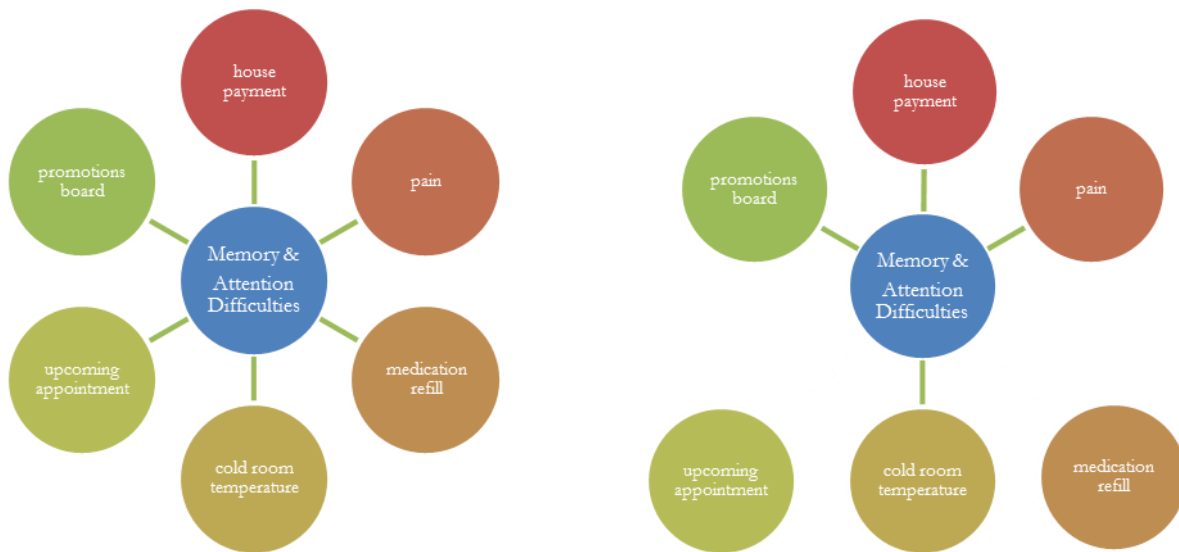 house
payment
promotions
board
pain
Memory &
Attention
Difficulties
upcoming
appointment
medication
refill
cold room
temperature
house
payment
promotions
board
pain
Memory &
Attention
Difficulties
upcoming
appointment
cold room
temperature
medication
refill